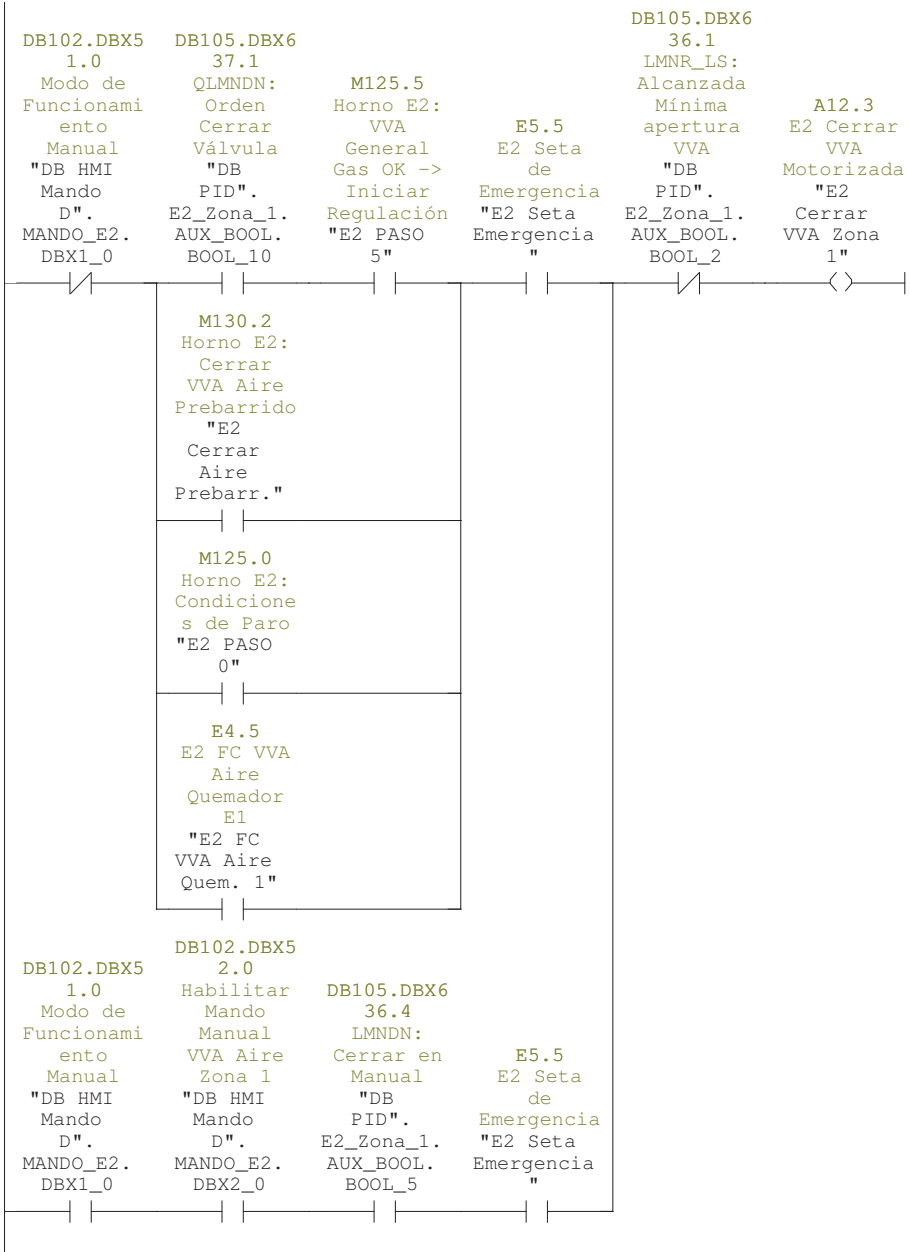 DB102.DBX5
1.0
Modo de
Funcionami
ento
Manual
"DB HMI
Mando
D".
MANDO_E2.
DBX1_0
DB105.DBX6
37.1
QLMNDN:
Orden
Cerrar
Válvula
"DB
PID".
E2_Zona_1.
AUX_BOOL.
BOOL_10
M125.5
Horno E2:
VVA
General
Gas OK ->
Iniciar
Regulación
"E2 PASO
5"
E5.5
E2 Seta
de
Emergencia
"E2 Seta
Emergencia
"
DB105.DBX6
36.1
LMNR_LS:
Alcanzada
Mínima
apertura
VVA
"DB
PID".
E2_Zona_1.
AUX_BOOL.
BOOL_2
A12.3
E2 Cerrar
VVA
Motorizada
"E2
Cerrar
VVA Zona
1"
M130.2
Horno E2:
Cerrar
VVA Aire
Prebarrido
"E2
Cerrar
Aire
Prebarr."
M125.0
Horno E2:
Condicione
s de Paro
"E2 PASO
0"
E4.5
E2 FC VVA
Aire
Quemador
E1
"E2 FC
VVA Aire
Quem. 1"
DB102.DBX5
1.0
Modo de
Funcionami
ento
Manual
"DB HMI
Mando
D".
MANDO_E2.
DBX1_0
DB102.DBX5
2.0
Habilitar
Mando
Manual
VVA Aire
Zona 1
"DB HMI
Mando
D".
MANDO_E2.
DBX2_0
DB105.DBX6
36.4
LMNDN:
Cerrar en
Manual
"DB
PID".
E2_Zona_1.
AUX_BOOL.
BOOL_5
E5.5
E2 Seta
de
Emergencia
"E2 Seta
Emergencia
"